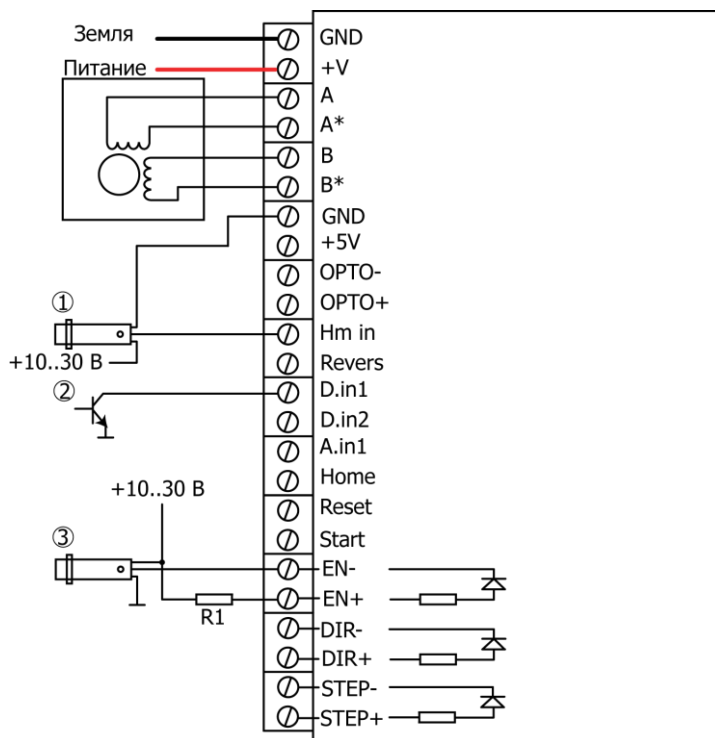 Земля
GND
Питание
+V
A
A*
B
B*
GND
+5V
OPTO-
OPTO+
①
Hm in
+10..30 В
Revers
②
D.in1
D.in2
A.in1
Home
+10..30 В
Reset
③
Start
EN-
EN+
R1
DIR-
DIR+
STEP-
STEP+